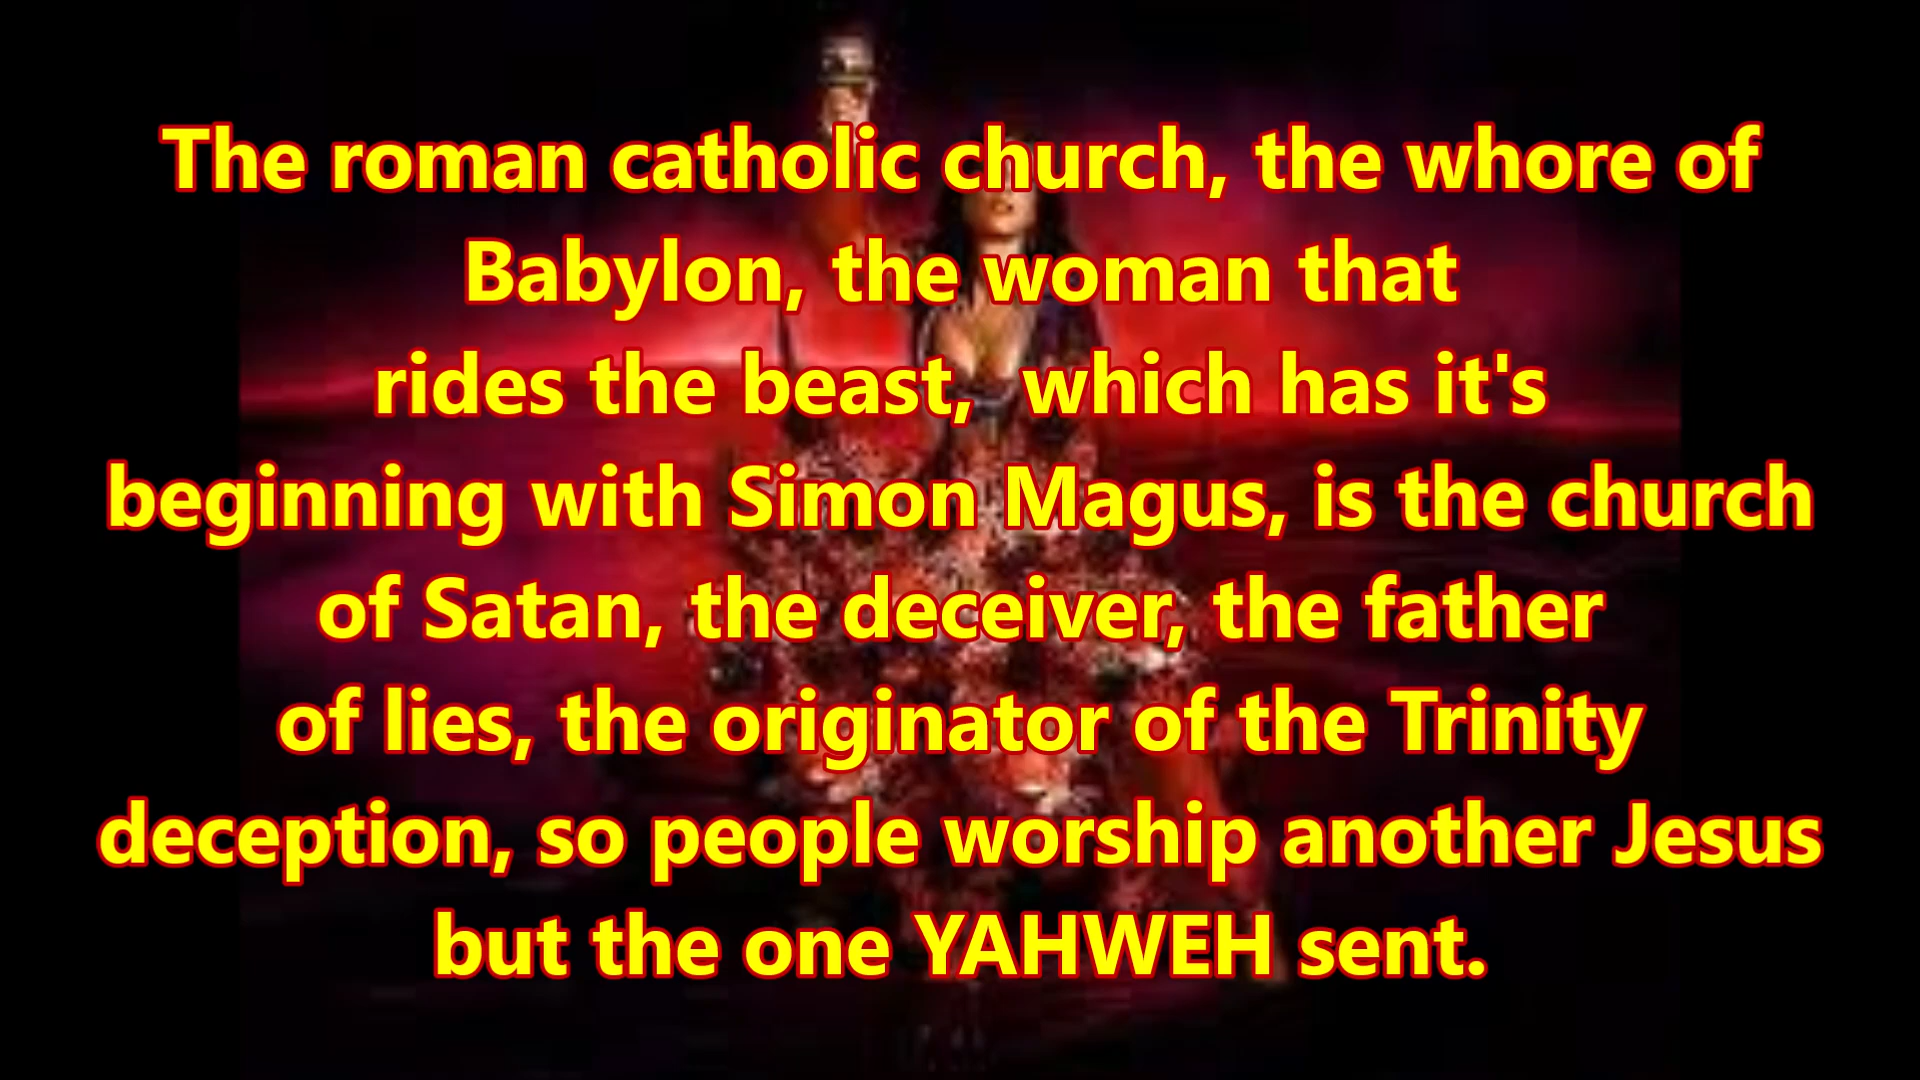 The roman catholic church, the whore of
Babylon, the woman that
rides the beast,  which has it's
beginning with Simon Magus, is the church
of Satan, the deceiver, the father
of lies, the originator of the Trinity
deception, so people worship another Jesus
but the one YAHWEH sent.